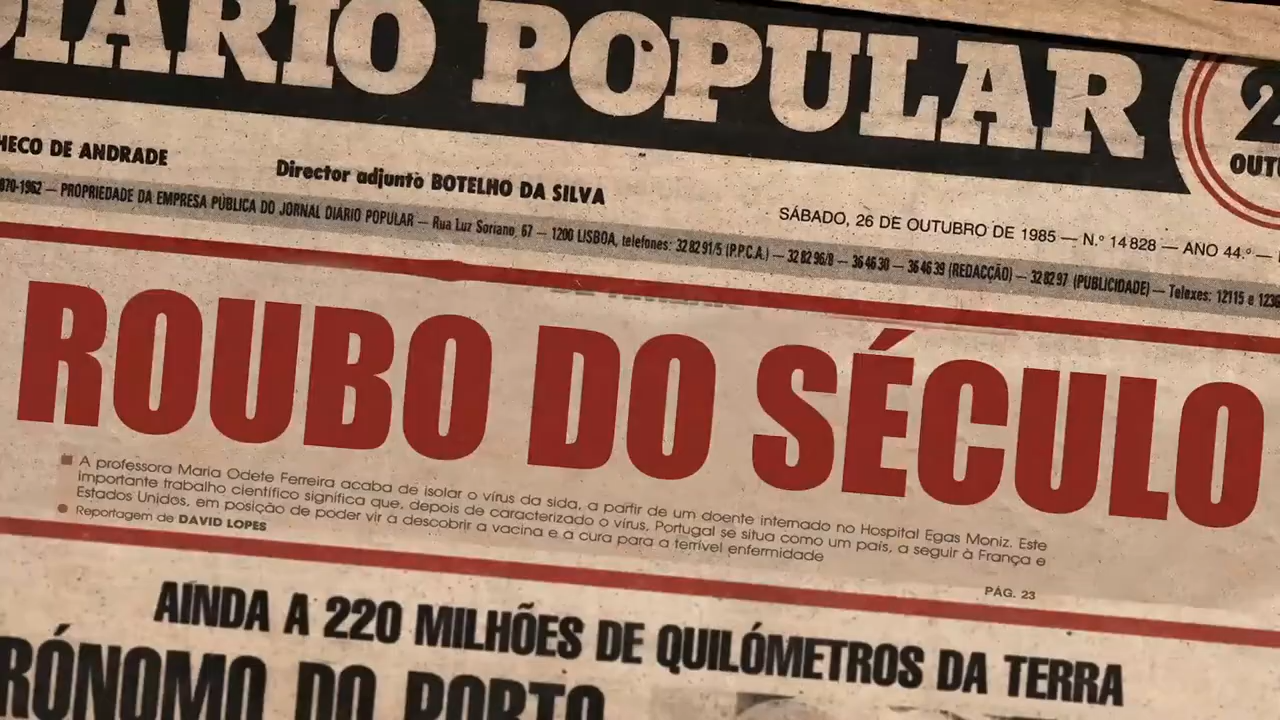 DIÁRIO POPULAR
HECO DE ANDRADE
Director adjunto BOTELHO DA SILVA
SÁBADO, 26 DE OUTUBRO DE 1985 — N.º 14 828 — ANO 44.º —
1962 — PROPRIEDADE DA EMPRESA PÚBLICA DO JORNAL DIÁRIO POPULAR — Rua Luz Soriano, 67 — 1200 LISBOA, telefones: 32 82 91/5 (P.P.C.A.) — 32 82 96/8 — 36 46 30 — 36 46 39 (REDACÇÃO) — 32 82 97 (PUBLICIDADE) — Telexes: 12115 e
ROUBO DO SÉCULO
A professora Maria Odete Ferreira acaba de isolar o vírus da sida, a partir de um doente internado no Hospital Egas Moniz. Este
importante trabalho científico significa que, depois de caracterizado o vírus, Portugal se situa como um país, a seguir à França e
Estados Unidos, em posição de poder vir a descobrir a vacina e a cura para a terrível enfermidade
Reportagem de DAVID LOPES
PÁG. 23
AINDA A 220 MILHÕES DE QUILÓMETROS DA TERRA
RÓNOMO DO PORTO